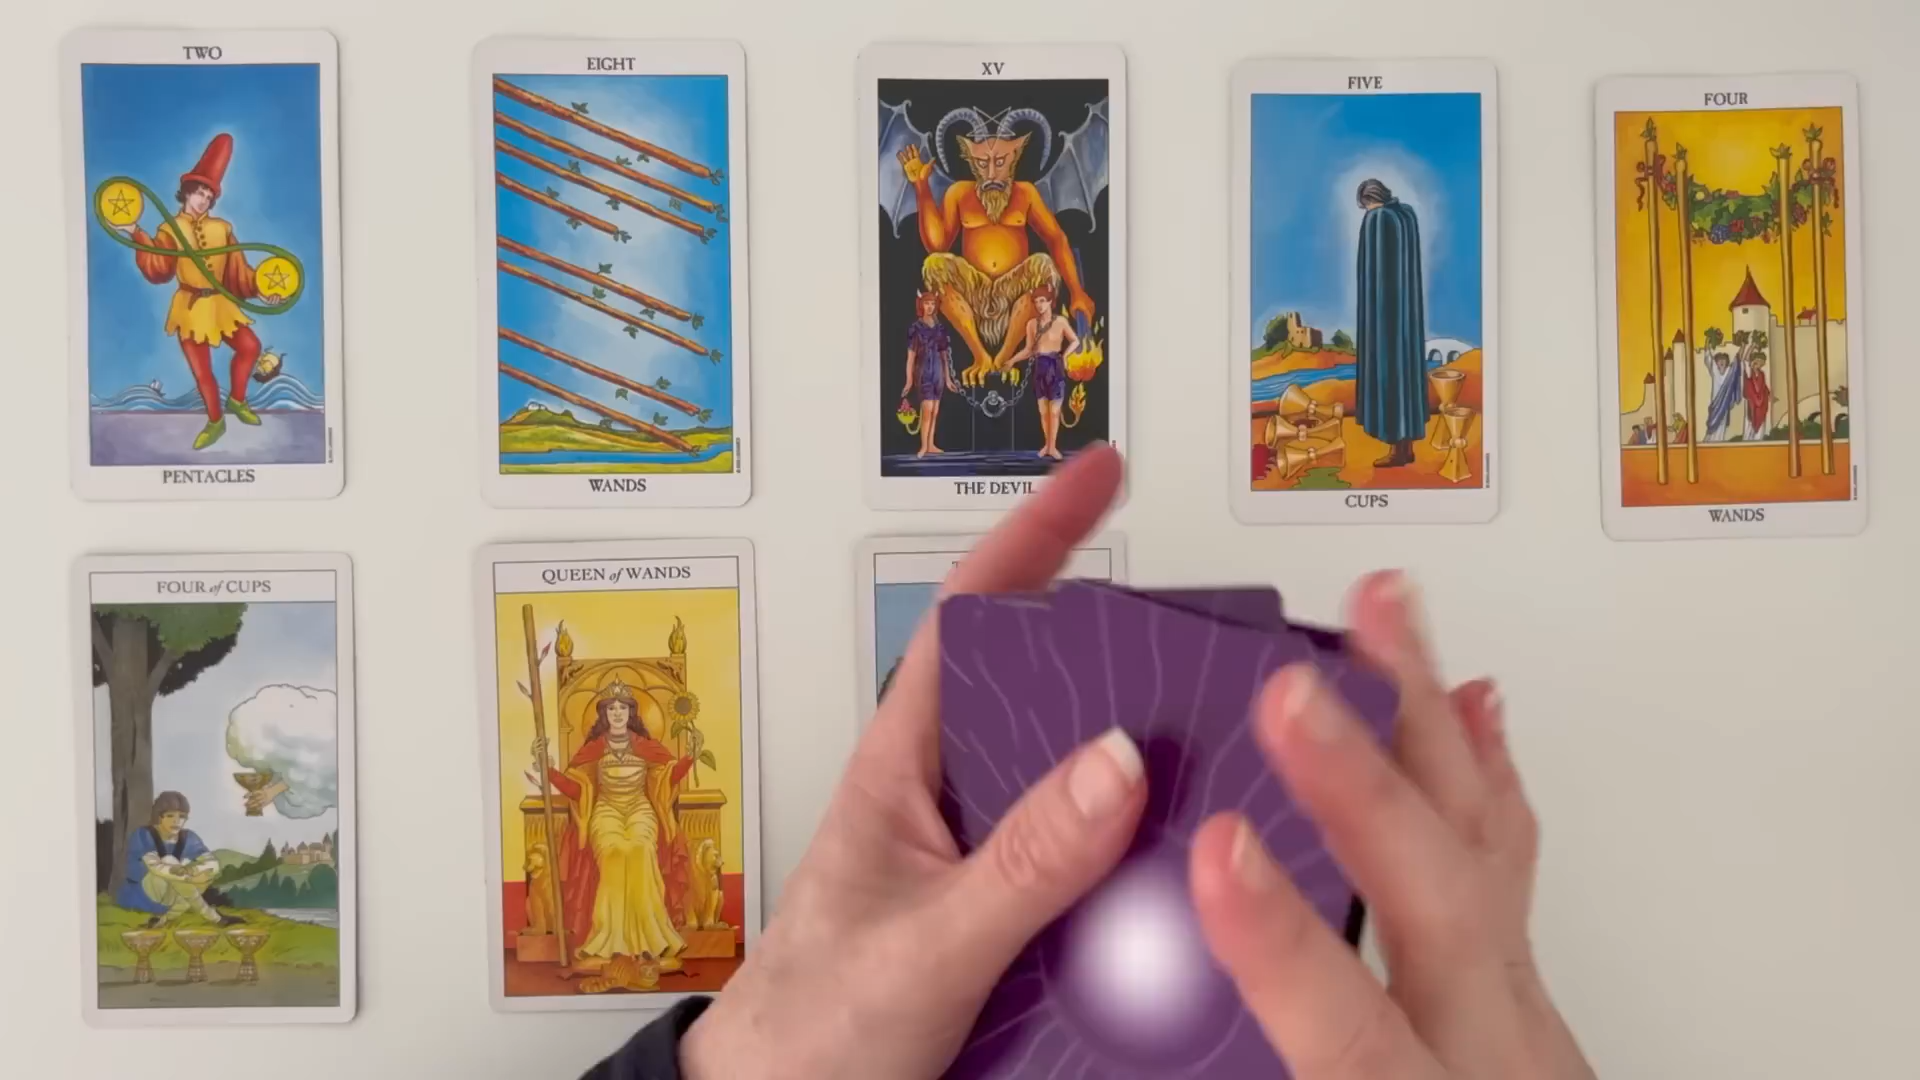 TWO
PENTACLES
EIGHT
WANDS
XV
THE DEVIL
FIVE
CUPS
FOUR
WANDS
FOUR of CUPS
QUEEN of WANDS